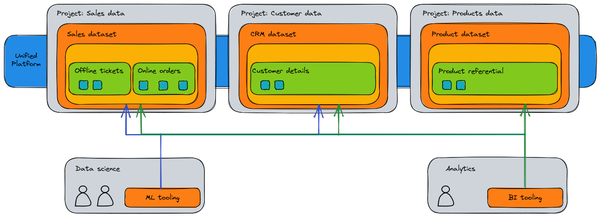 Project: Sales data
Project: Customer data
Project: Products data
Sales dataset
CRM dataset
Product dataset
Unified
Platform
Offline tickets
Online orders
Customer details
Product referential
Data science
ML tooling
Analytics
BI tooling